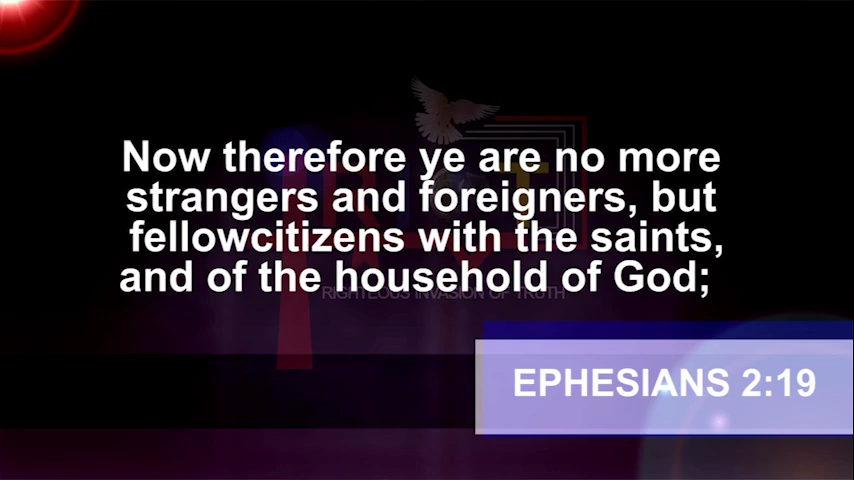 Now therefore ye are no more
strangers and foreigners, but
fellowcitizens with the saints,
and of the household of God;
RIGHTEOUS INVASION OF TRUTH
EPHESIANS 2:19